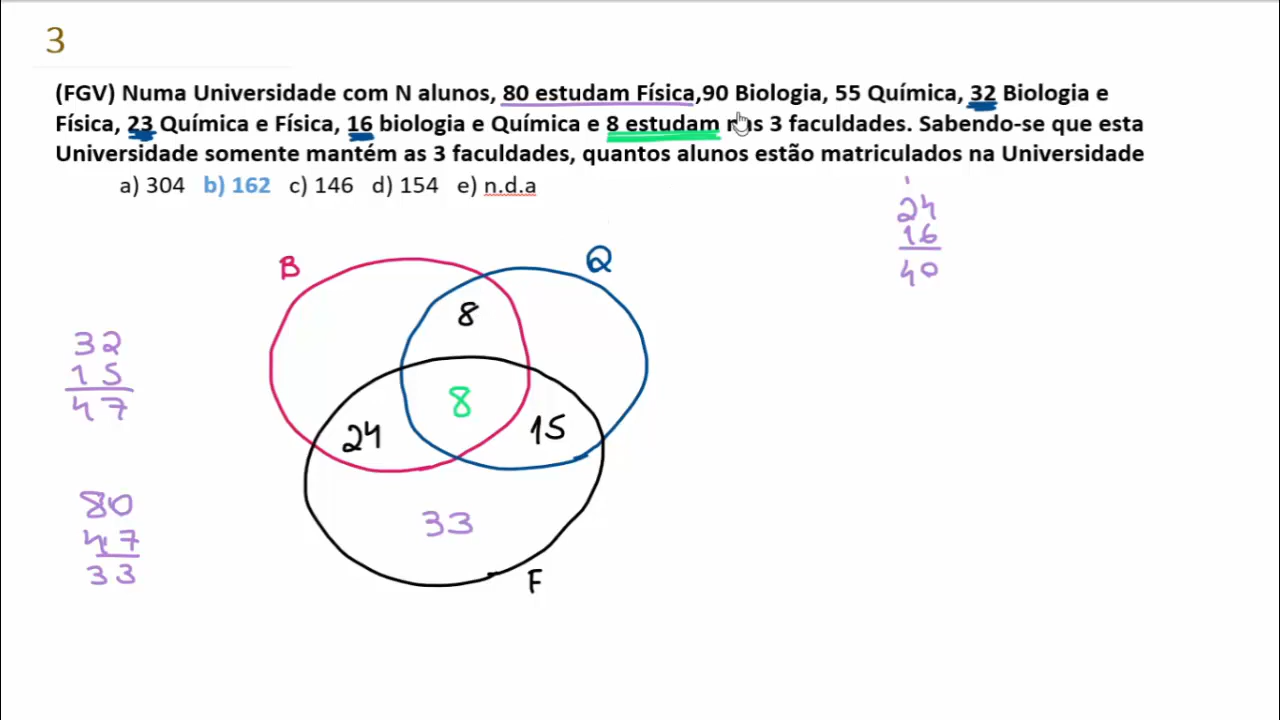 3
(FGV) Numa Universidade com N alunos, 80 estudam Física,90 Biologia, 55 Química, 32 Biologia e
Física, 23 Química e Física, 16 biologia e Química e 8 estudam nas 3 faculdades. Sabendo-se que esta
Universidade somente mantém as 3 faculdades, quantos alunos estão matriculados na Universidade
a) 304 b) 162 c) 146 d) 154 e) n.d.a
24
16
40
B
Q
8
32
15
47
8
24
15
80
47
33
33
F